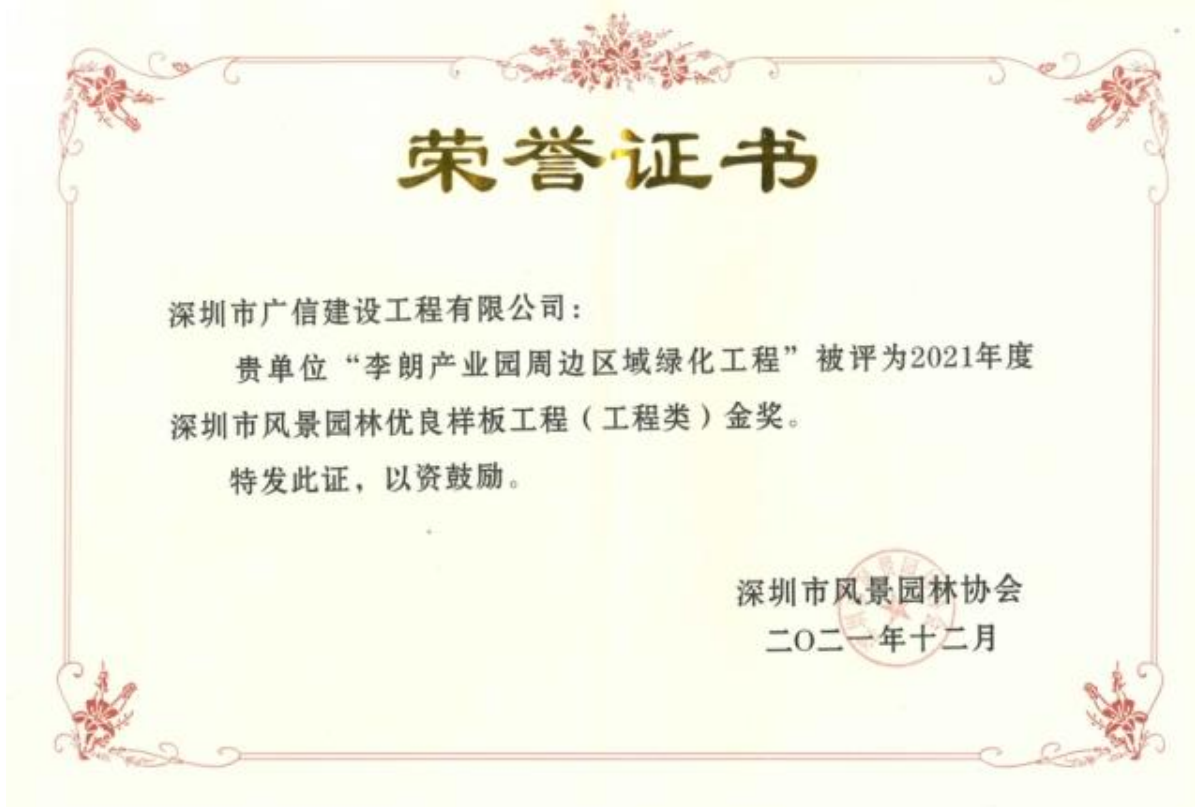 荣誉证书
深圳市广信建设工程有限公司：
贵单位“李朗产业园周边区域绿化工程”被评为2021年度
深圳市风景园林优良样板工程（工程类）金奖。
特发此证，以资鼓励。
深圳市风景园林协会
二O二一年十二月